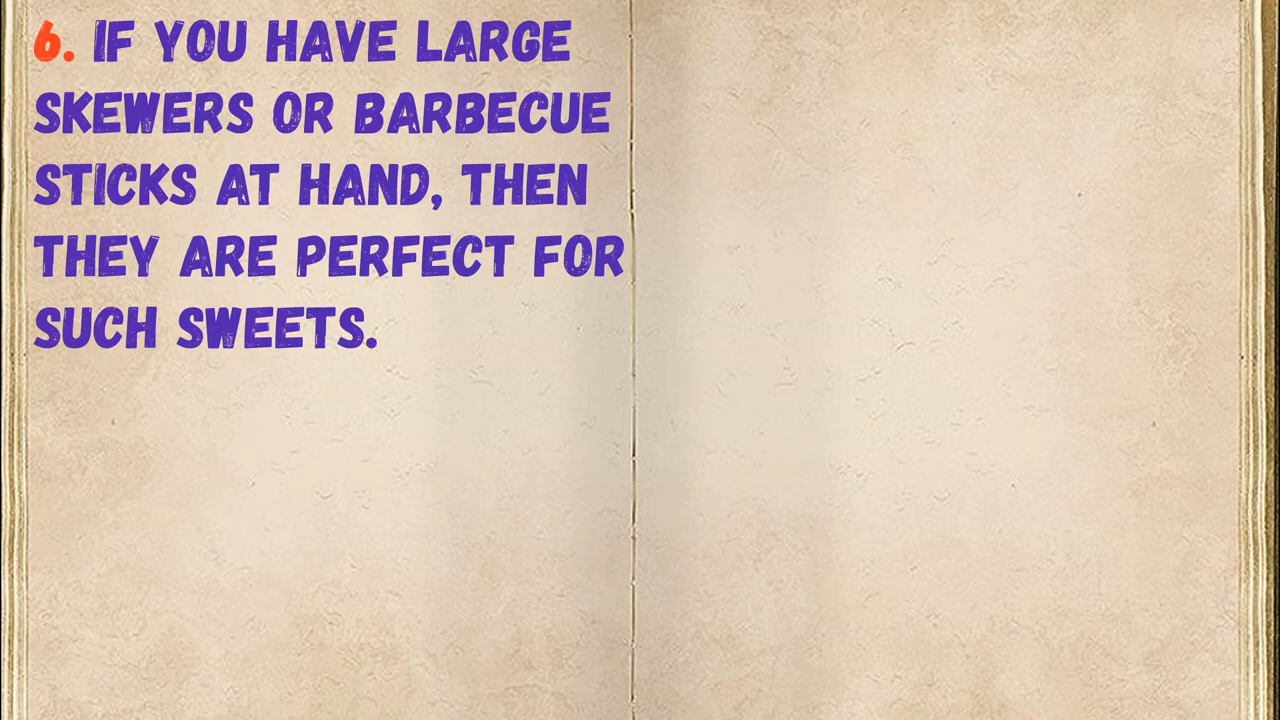 6. IF YOU HAVE LARGE
SKEWERS OR BARBECUE
STICKS AT HAND, THEN
THEY ARE PERFECT FOR
SUCH SWEETS.